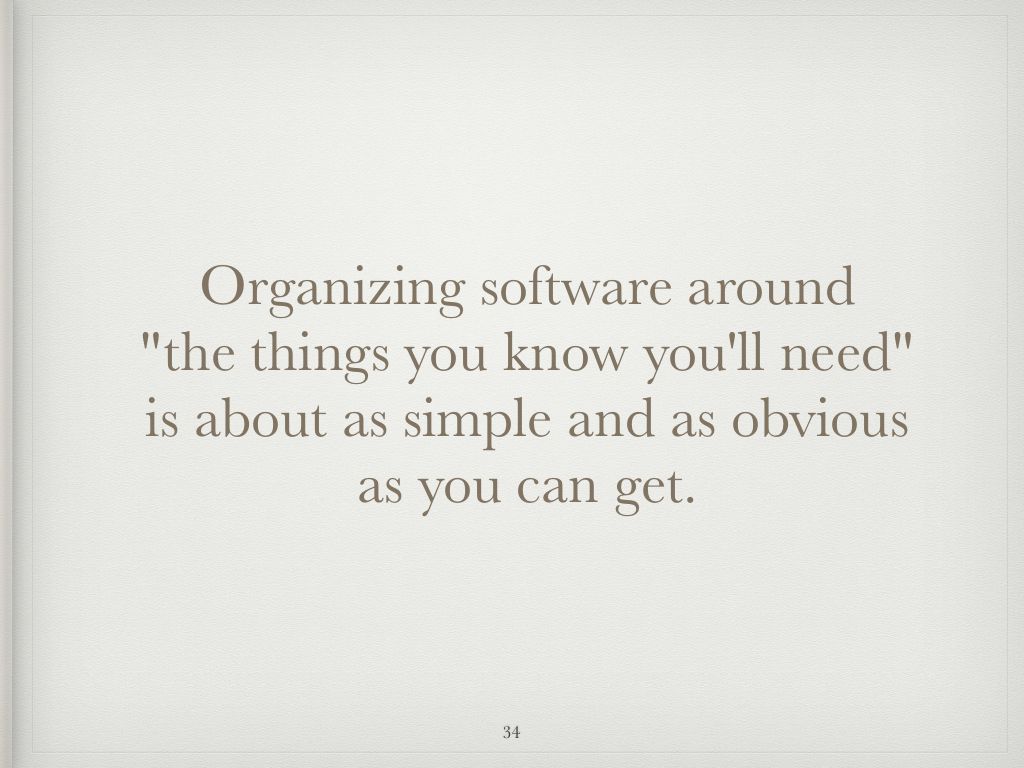 Organizing software around
"the things you know you'll need"
is about as simple and as obvious
as you can get.
34